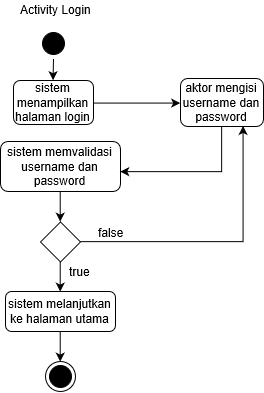 Activity Login
sistem
menampilkan
halaman login
aktor mengisi
username dan
password
sistem memvalidasi
username dan
password
false
true
sistem melanjutkan
ke halaman utama